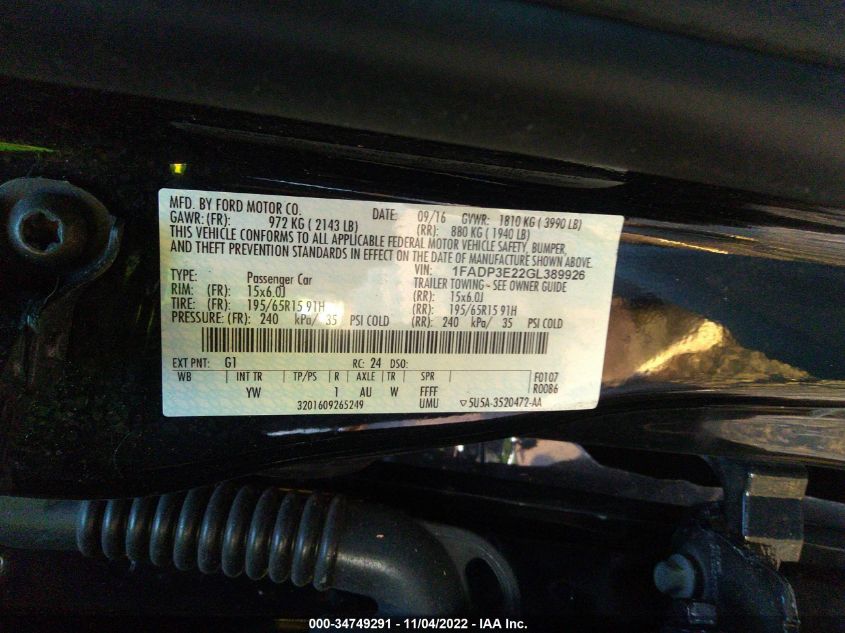 MFD. BY FORD MOTOR CO. DATE: 09/16 GVWR: 1810 KG ( 3990 LB)
GAWR: (FR): 972 KG ( 2143 LB) (RR): 880 KG ( 1940 LB)
THIS VEHICLE CONFORMS TO ALL APPLICABLE FEDERAL MOTOR VEHICLE SAFETY, BUMPER,
AND THEFT PREVENTION STANDARDS IN EFFECT ON THE DATE OF MANUFACTURE SHOWN ABOVE.
VIN: 1FADP3E22GL389926
TYPE: Passenger Car TRAILER TOWING- SEE OWNER GUIDE
RIM: (FR): 15x6.0J (RR): 15x6.0J
TIRE: (FR): 195/65R15 91H (RR): 195/65R15 91H
PRESSURE: (FR): 240 kPa/ 35 PSI COLD (RR): 240 kPa/ 35 PSI COLD
EXT PNT: G1 RC: 24 DSO:
WB INT TR TP/PS R AXLE TR SPR F0107
YW 1 AU W FFFF R0086
3201609265249 UMU ▽ 5U5A-3520472-AA
000-34749291 - 11/04/2022 - IAA Inc.